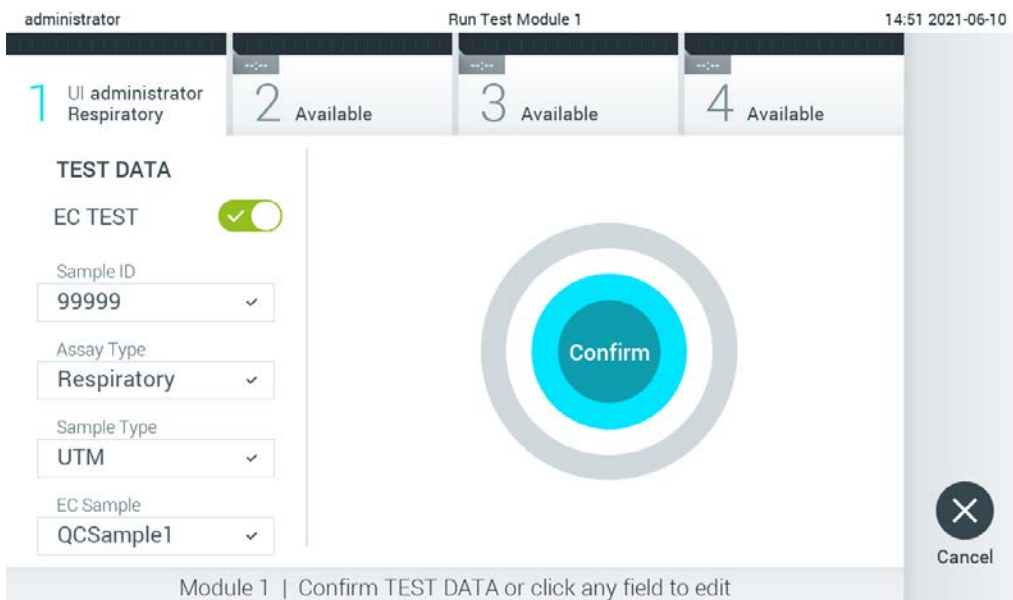 administrator Run Test Module 1 14:51 2021-06-10
--:-- --:-- --:--
1 UI administrator
Respiratory
2 Available
3 Available
4 Available
TEST DATA
EC TEST
Sample ID
99999
Assay Type
Respiratory
Sample Type
UTM
EC Sample
QCSample1
Confirm
Cancel
Module 1 | Confirm TEST DATA or click any field to edit